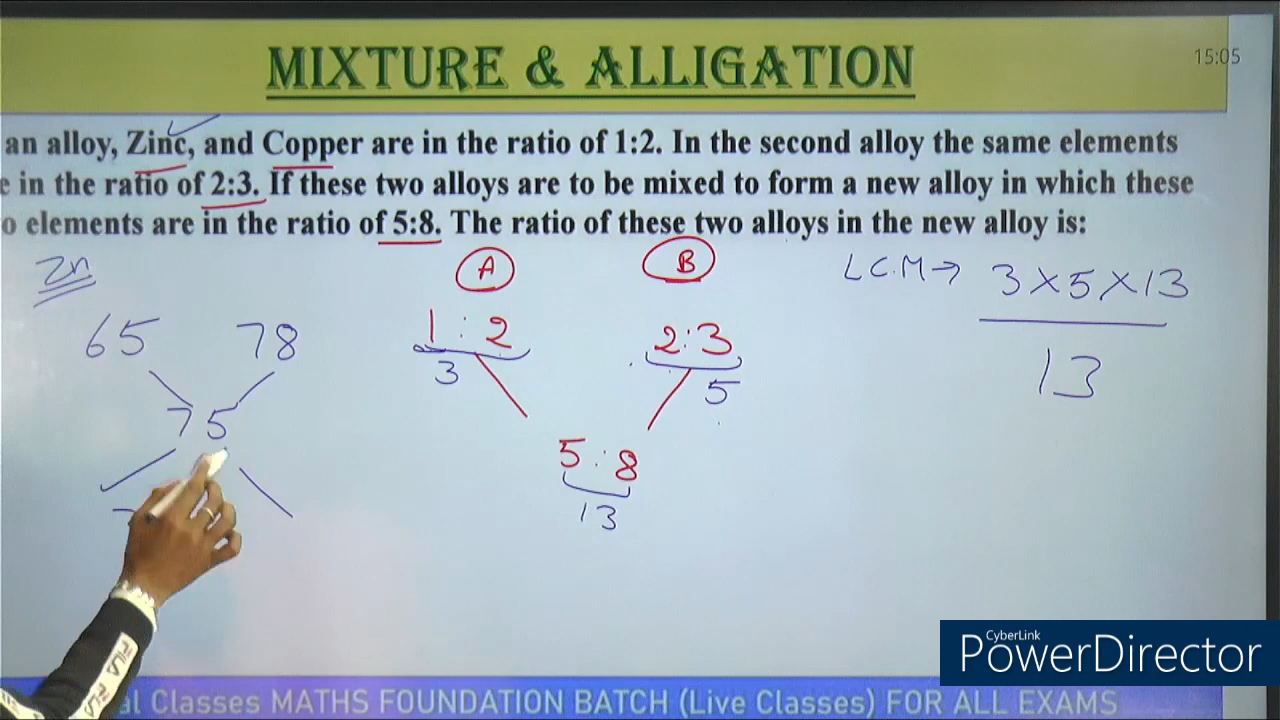 MIXTURE & ALLIGATION
15:05
an alloy, Zinc, and Copper are in the ratio of 1:2. In the second alloy the same elements
e in the ratio of 2:3. If these two alloys are to be mixed to form a new alloy in which these
o elements are in the ratio of 5:8. The ratio of these two alloys in the new alloy is:
Zn
A
B
L C.M → 3×5×13
13
65 78
1 : 2
3
2:3
5
75
5:8
13
CyberLink
PowerDirector
al Classes MATHS FOUNDATION BATCH (Live Classes) FOR ALL EXAMS
FILA FILA